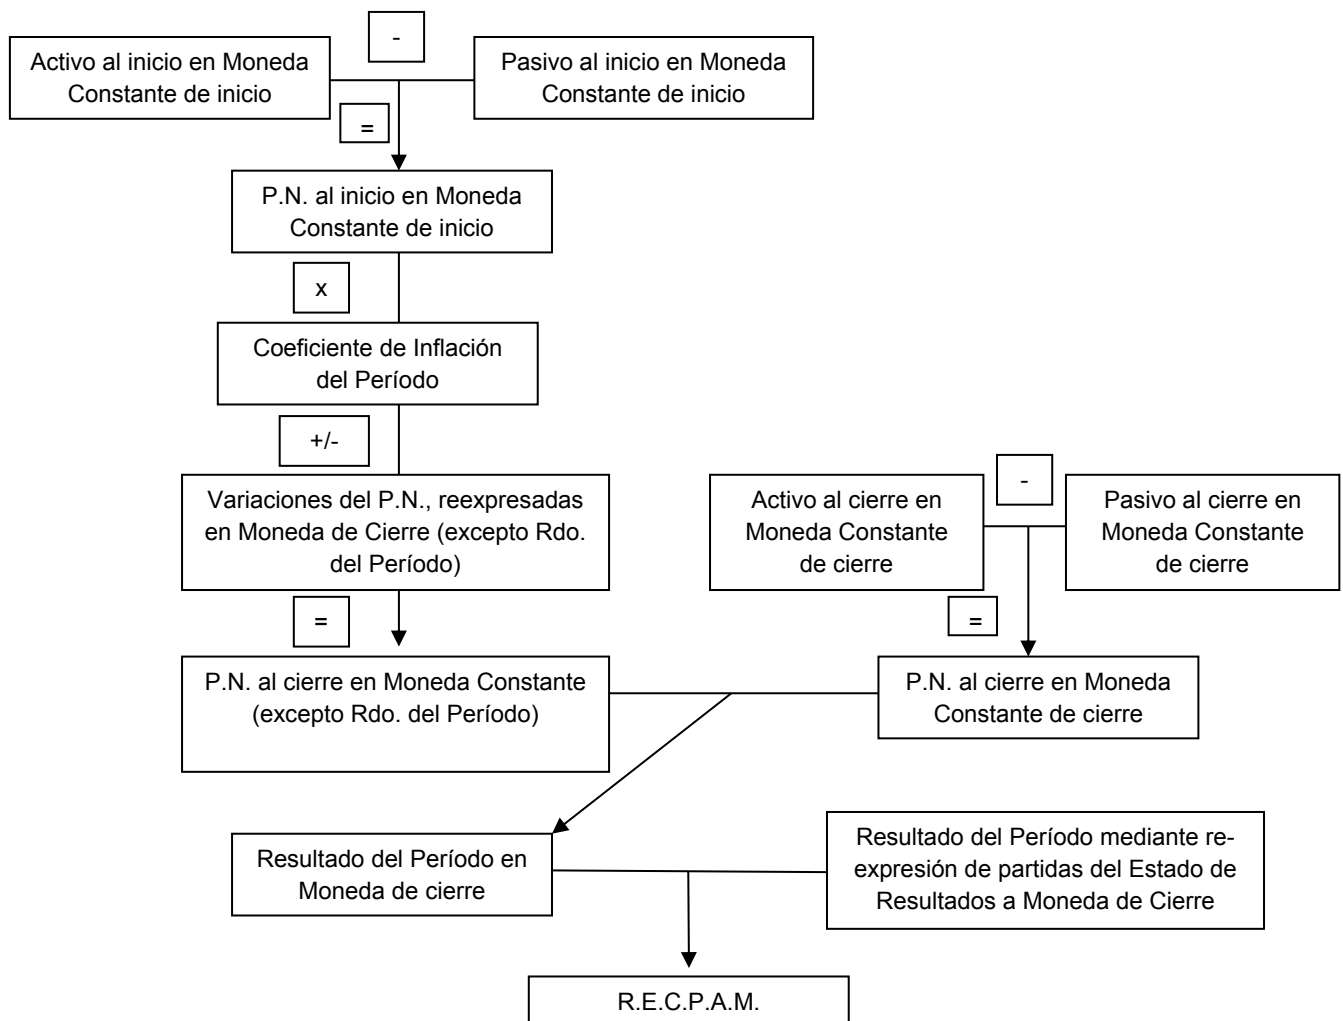 -
Activo al inicio en Moneda
Constante de inicio
Pasivo al inicio en Moneda
Constante de inicio
=
P.N. al inicio en Moneda
Constante de inicio
x
Coeficiente de Inflación
del Período
+/-
Variaciones del P.N., reexpresadas
en Moneda de Cierre (excepto Rdo.
del Período)
-
Activo al cierre en
Moneda Constante
de cierre
Pasivo al cierre en
Moneda Constante
de cierre
=
=
P.N. al cierre en Moneda Constante
(excepto Rdo. del Período)
P.N. al cierre en Moneda
Constante de cierre
Resultado del Período en
Moneda de cierre
Resultado del Período mediante re-
expresión de partidas del Estado de
Resultados a Moneda de Cierre
R.E.C.P.A.M.